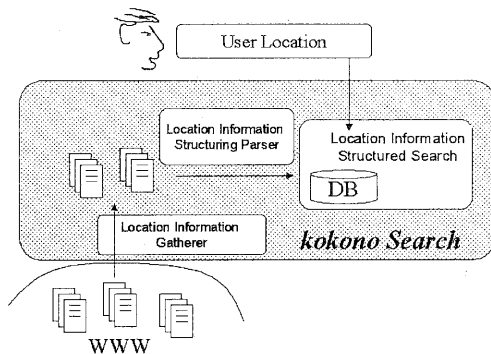 User Location
Location Information
Structuring Parser
Location Information
Structured Search
DB
Location Information
Gatherer
kokono Search
WWW